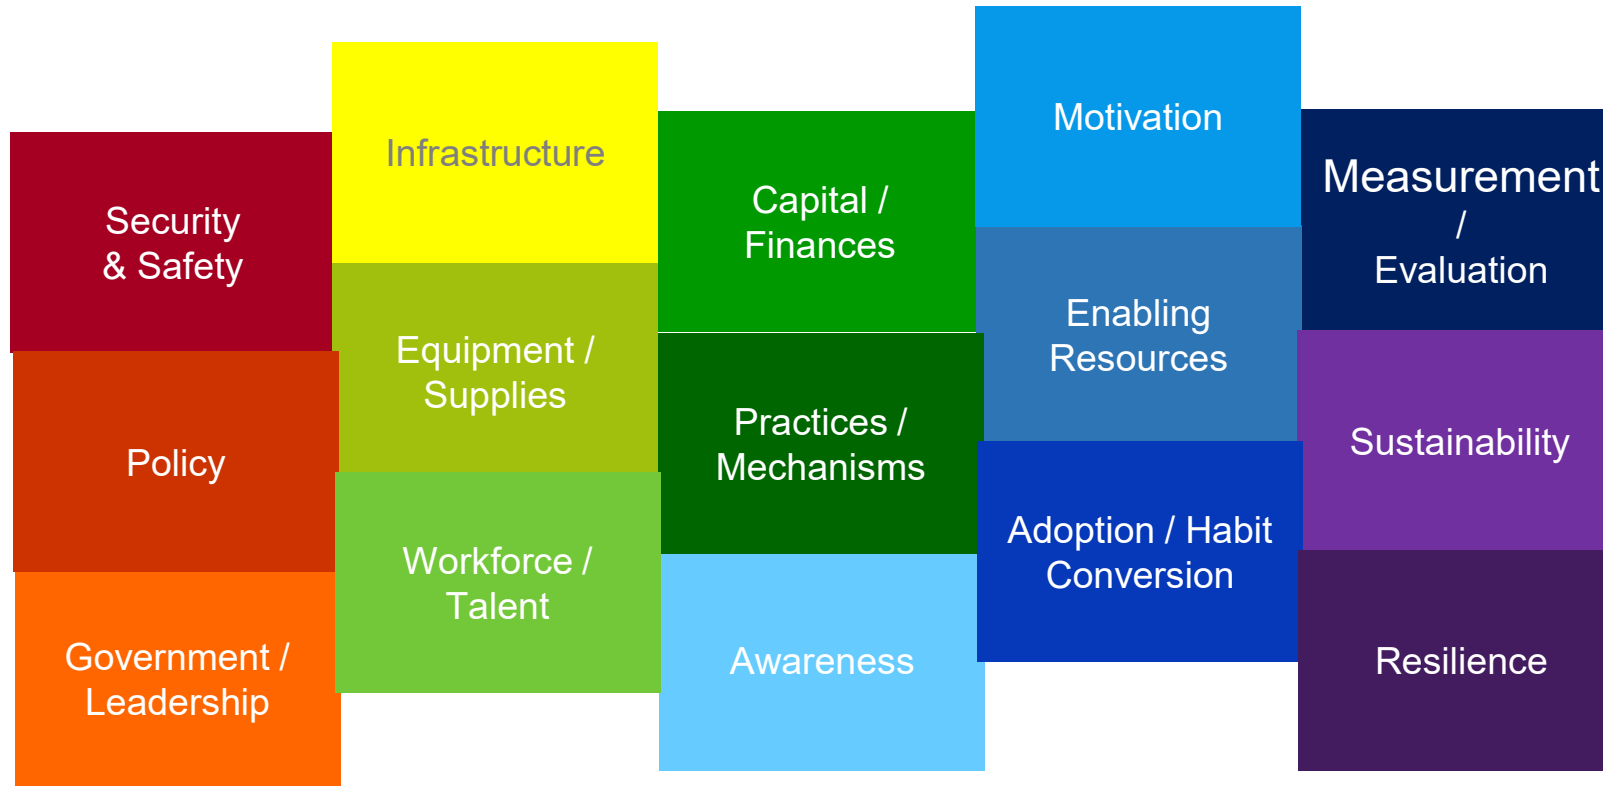 Security
& Safety
Policy
Government /
Leadership
Infrastructure
Equipment /
Supplies
Workforce /
Talent
Capital /
Finances
Practices /
Mechanisms
Awareness
Motivation
Enabling
Resources
Adoption / Habit
Conversion
Measurement
/
Evaluation
Sustainability
Resilience